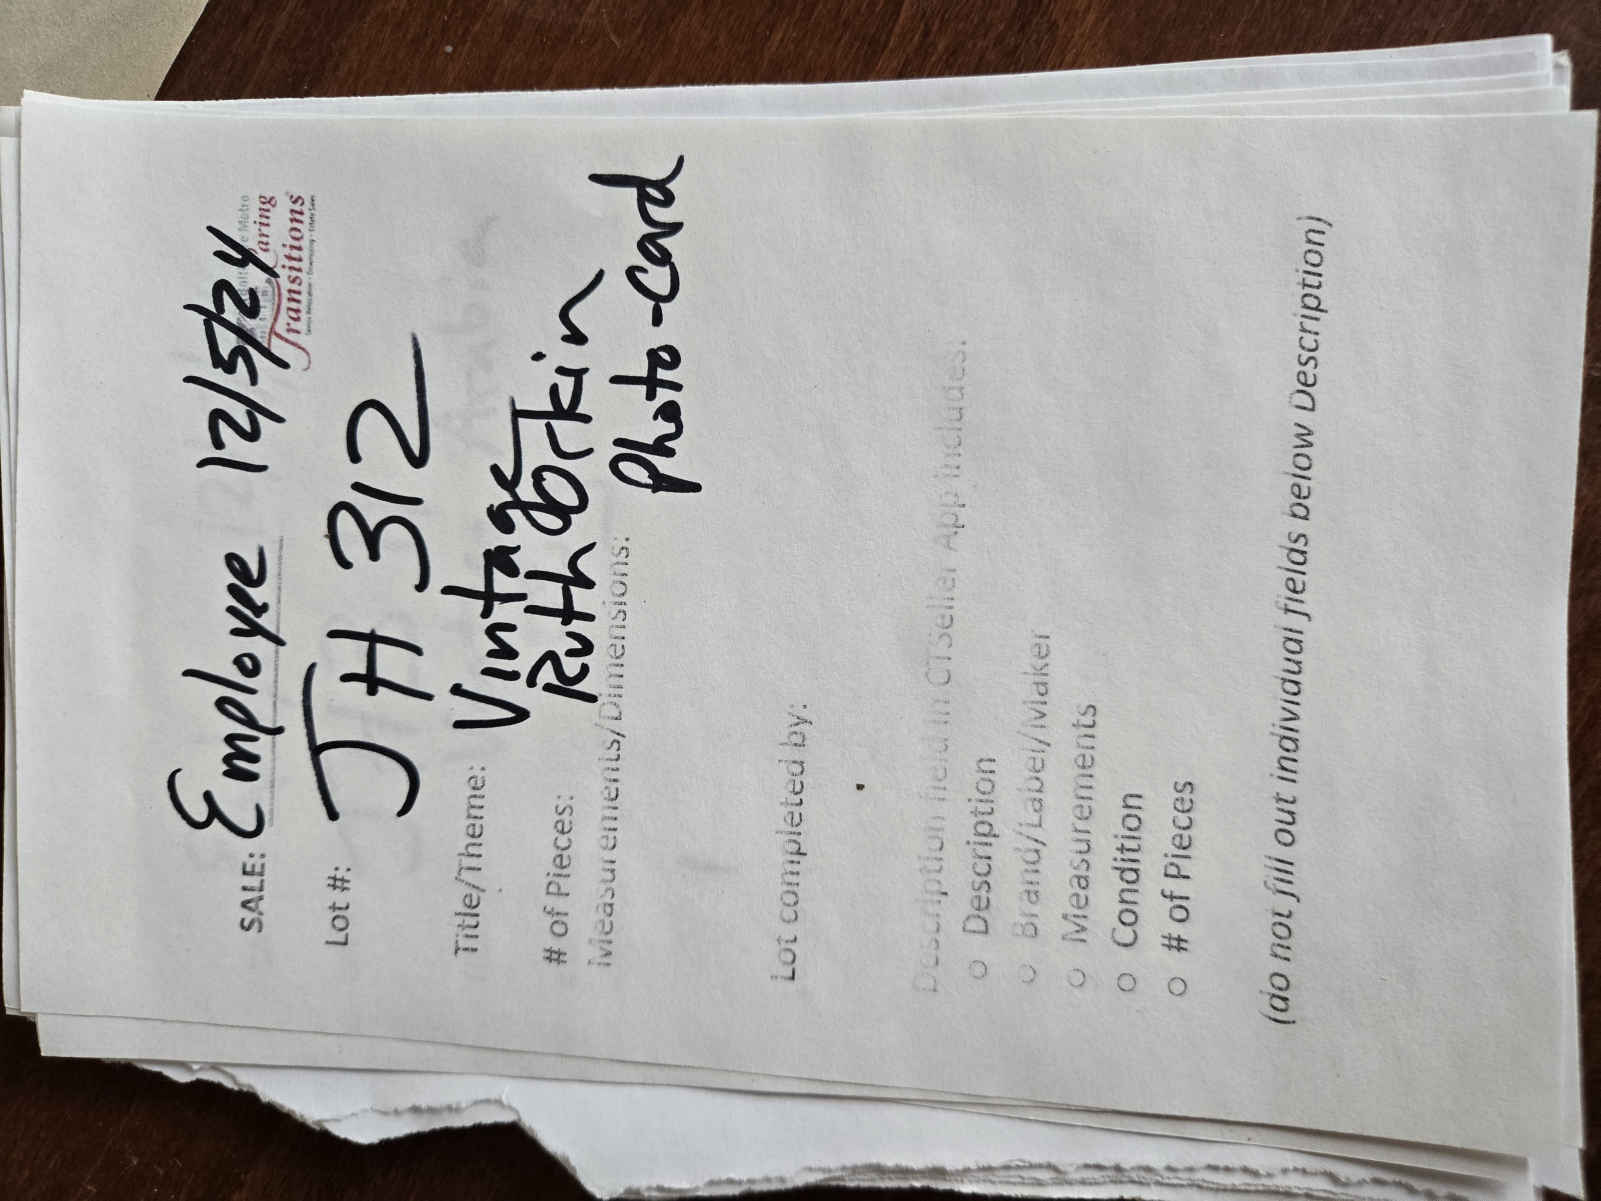 SALE: Employee 12/5/24
Caring
Transitions
Lot #: JH 312
Title/Theme: Vintage
Ruth Orkin
Photo-Card
# of Pieces:
Measurements/Dimensions:
Lot completed by:
Description field in CTSeller App includes:
○ Description
○ Brand/Label/Maker
○ Measurements
○ Condition
○ # of Pieces
(do not fill out individual fields below Description)